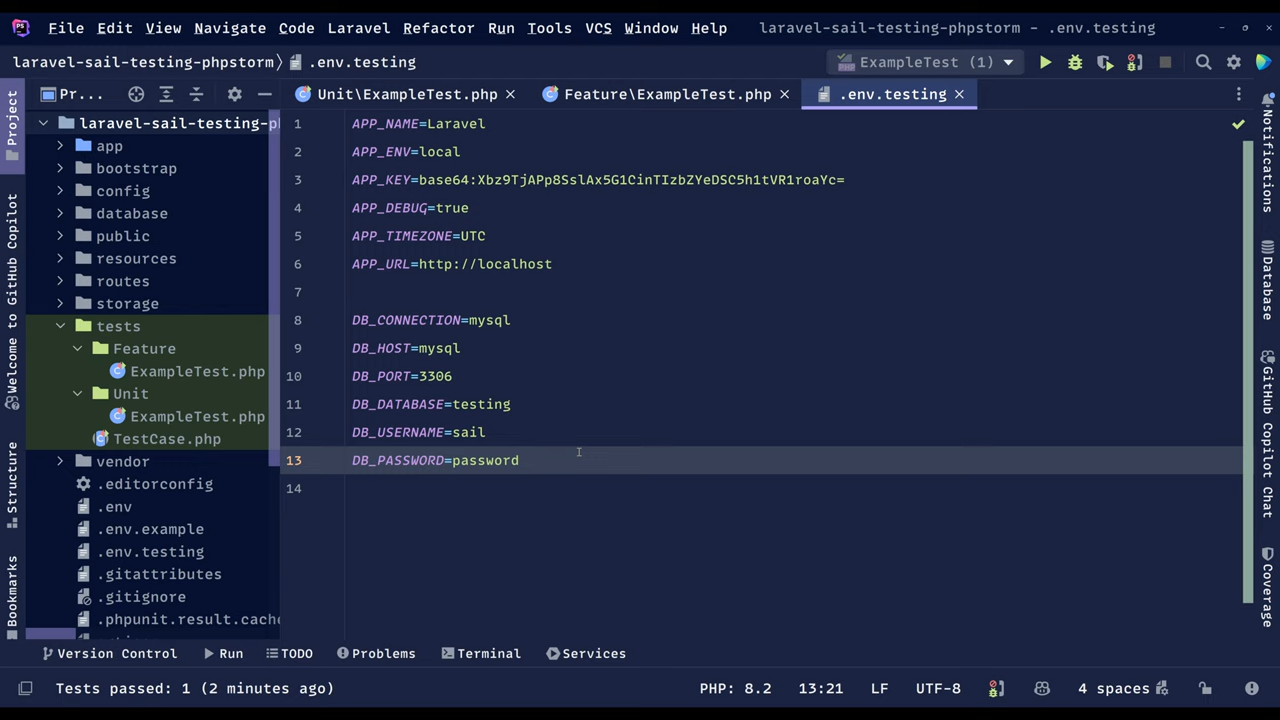 File Edit View Navigate Code Laravel Refactor Run Tools VCS Window Help laravel-sail-testing-phpstorm - .env.testing
laravel-sail-testing-phpstorm .env.testing ExampleTest (1)
Pr... Unit\ExampleTest.php Feature\ExampleTest.php .env.testing
Project
Welcome to GitHub Copilot
Structure
Bookmarks
laravel-sail-testing-p
app
bootstrap
config
database
public
resources
routes
storage
tests
Feature
ExampleTest.php
Unit
ExampleTest.php
TestCase.php
vendor
.editorconfig
.env
.env.example
.env.testing
.gitattributes
.gitignore
.phpunit.result.cache
1 APP_NAME=Laravel
2 APP_ENV=local
3 APP_KEY=base64:Xbz9TjAPp8SslAx5G1CinTIzbZYeDSC5h1tVR1roaYc=
4 APP_DEBUG=true
5 APP_TIMEZONE=UTC
6 APP_URL=http://localhost
7
8 DB_CONNECTION=mysql
9 DB_HOST=mysql
10 DB_PORT=3306
11 DB_DATABASE=testing
12 DB_USERNAME=sail
13 DB_PASSWORD=password
14
Notifications
Database
GitHub Copilot Chat
Coverage
Version Control Run TODO Problems Terminal Services
Tests passed: 1 (2 minutes ago) PHP: 8.2 13:21 LF UTF-8 4 spaces